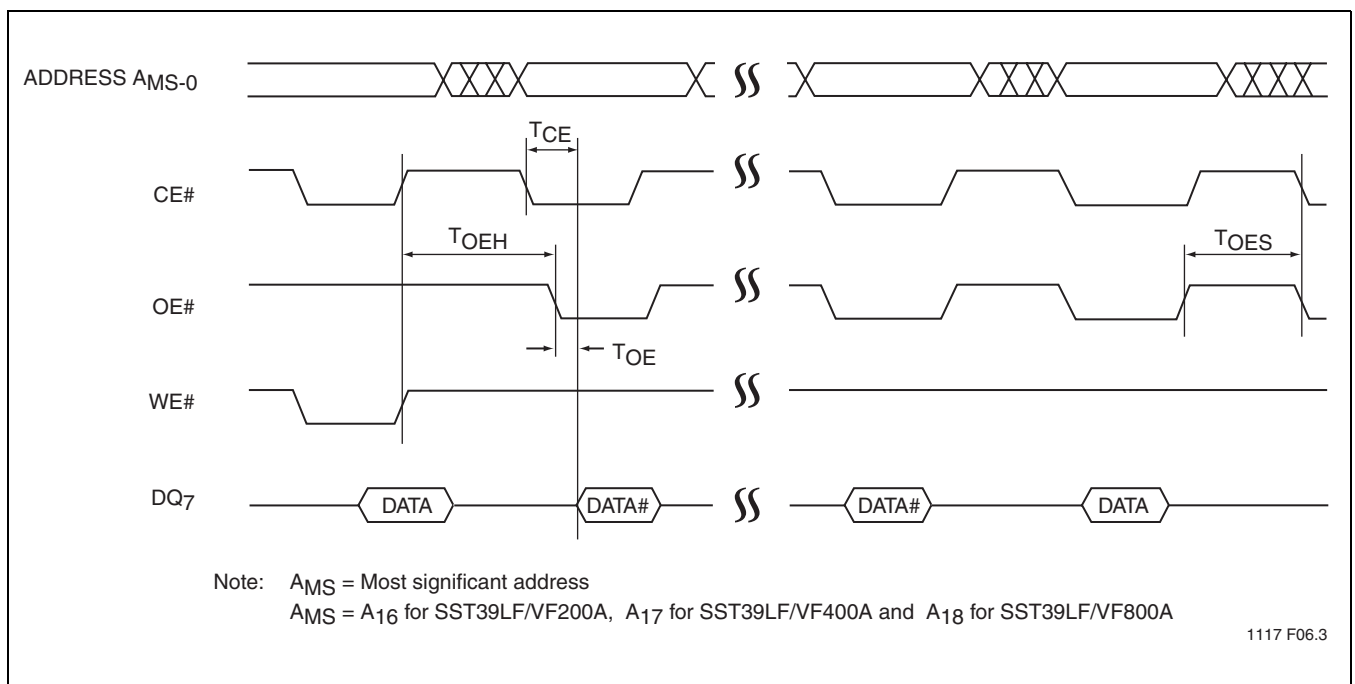 ADDRESS AMS-0
TCE
CE#
TOEH
TOES
OE#
TOE
WE#
DQ7
DATA
DATA#
DATA#
DATA
Note: AMS = Most significant address
AMS = A16 for SST39LF/VF200A, A17 for SST39LF/VF400A and A18 for SST39LF/VF800A
1117 F06.3